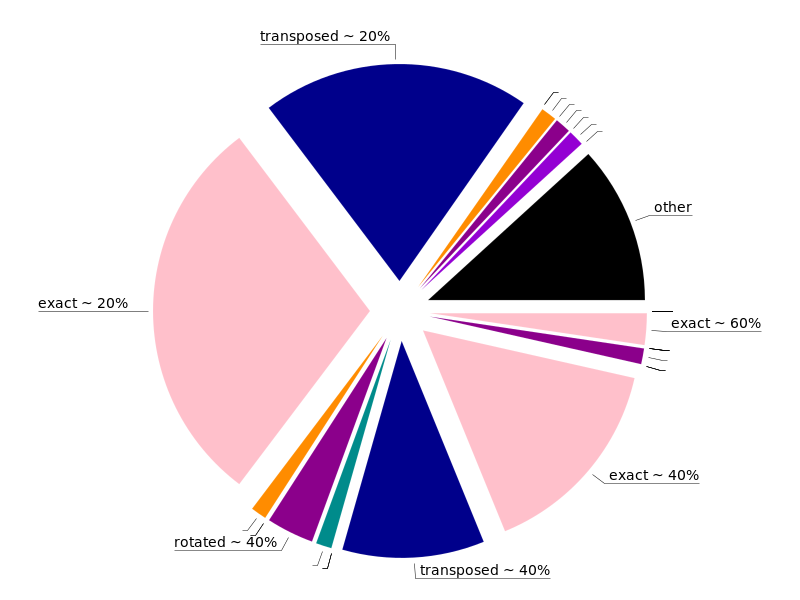 transposed ~ 20%
other
exact ~ 20%
exact ~ 60%
exact ~ 40%
rotated ~ 40%
transposed ~ 40%